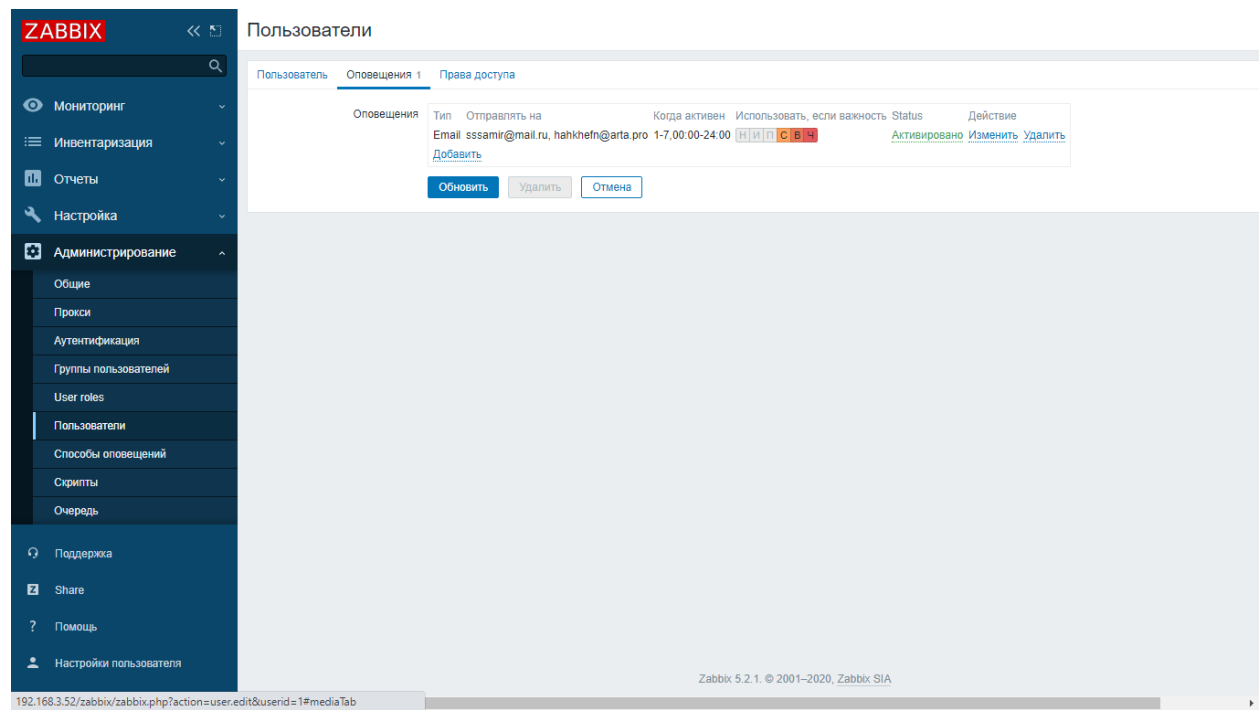 ZABBIX
Пользователи
Пользователь Оповещения 1 Права доступа
Мониторинг
Инвентаризация
Отчеты
Настройка
Администрирование
Общие
Прокси
Аутентификация
Группы пользователей
User roles
Пользователи
Способы оповещений
Скрипты
Очередь
Поддержка
Z Share
? Помощь
Настройки пользователя
Оповещения
Тип Отправлять на Когда активен Использовать, если важность Status Действие
Email sssamir@mail.ru, hahkhefn@arta.pro 1-7,00:00-24:00 Н И П С В Ч Активировано Изменить Удалить
Добавить
Обновить Удалить Отмена
Zabbix 5.2.1. © 2001–2020, Zabbix SIA
192.168.3.52/zabbix/zabbix.php?action=user.edit&userid=1#mediaTab